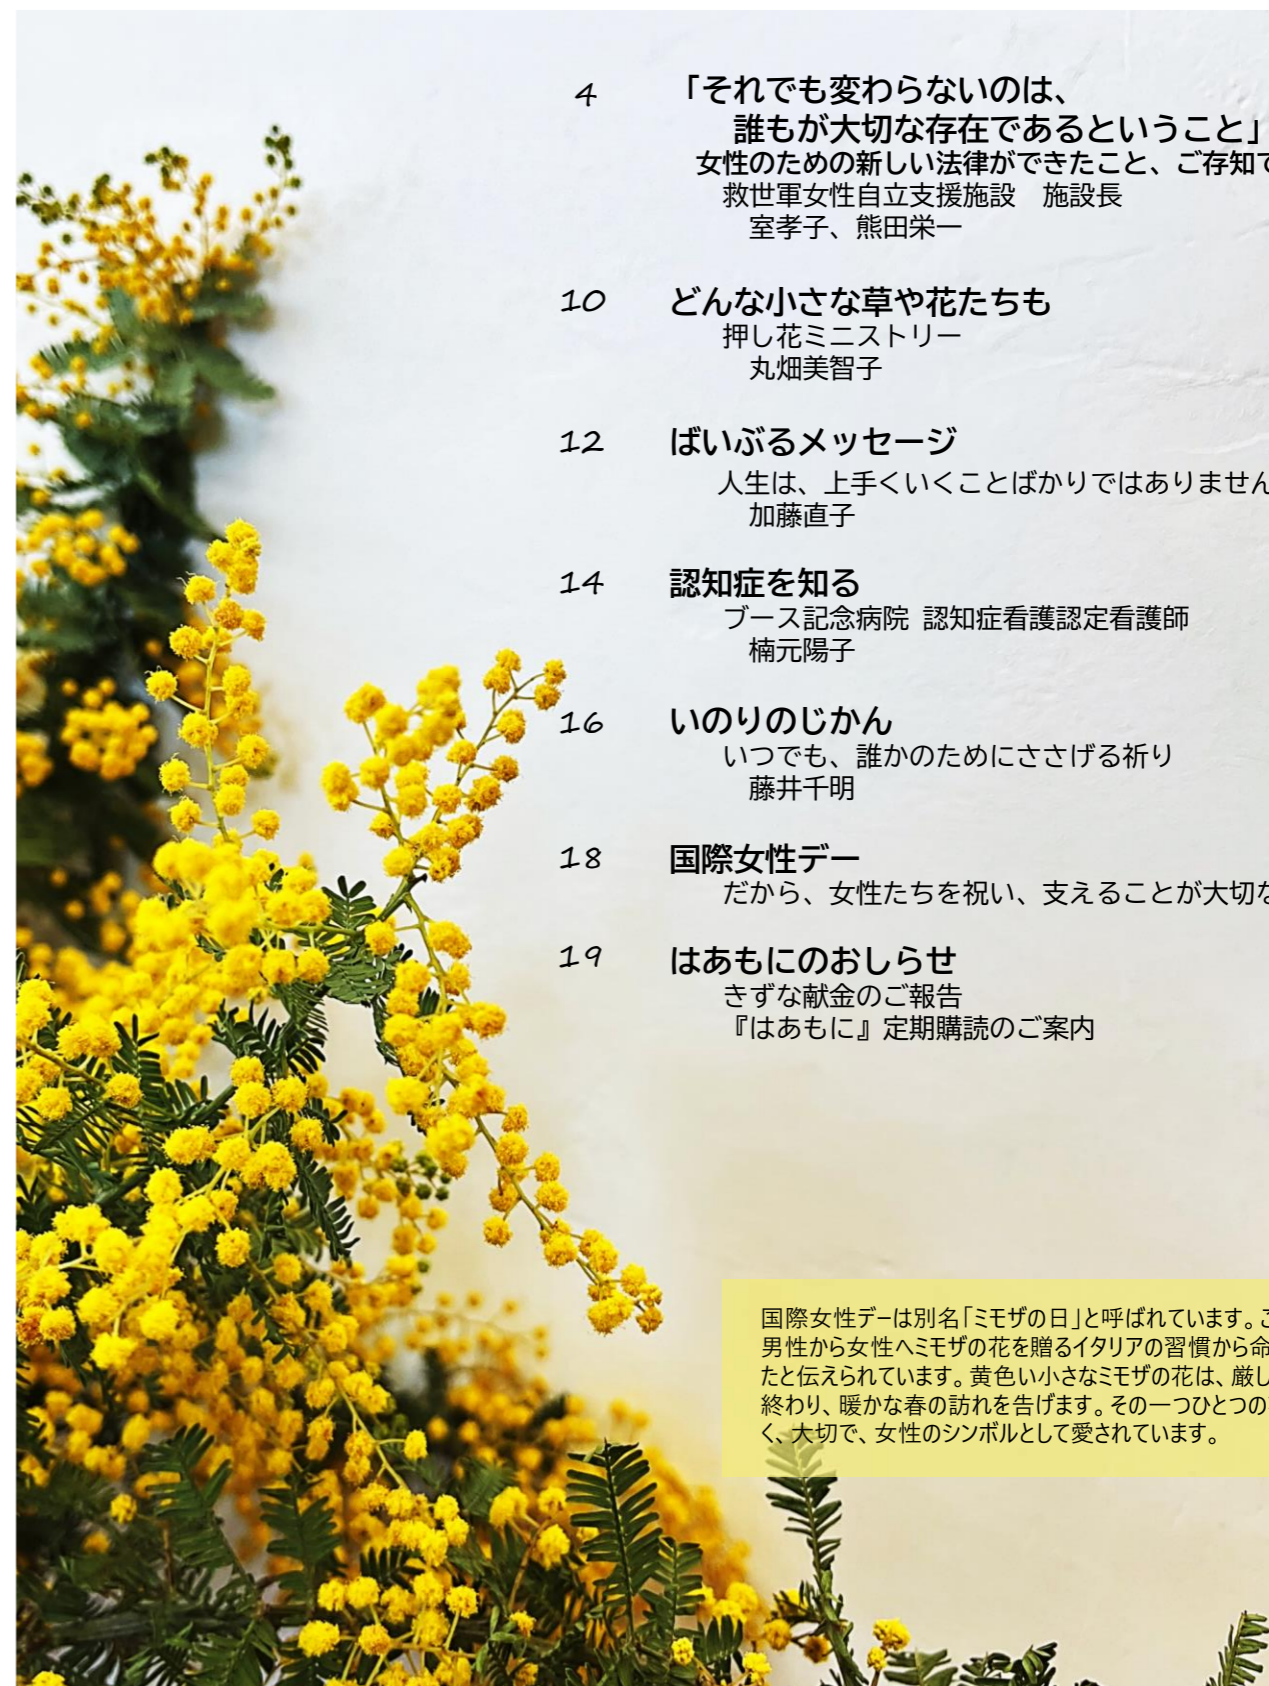 4
「それでも変わらないのは、
誰もが大切な存在であるということ」
女性のための新しい法律ができたこと、ご存知で
救世軍女性自立支援施設　施設長
室孝子、熊田栄一
10
どんな小さな草や花たちも
押し花ミニストリー
丸畑美智子
12
ばいぶるメッセージ
人生は、上手くいくことばかりではありません
加藤直子
14
認知症を知る
ブース記念病院 認知症看護認定看護師
楠元陽子
16
いのりのじかん
いつでも、誰かのためにささげる祈り
藤井千明
18
国際女性デー
だから、女性たちを祝い、支えることが大切
19
はあもにのおしらせ
きずな献金のご報告
『はあもに』定期購読のご案内
国際女性デーは別名「ミモザの日」と呼ばれています。
男性から女性へミモザの花を贈るイタリアの習慣から命
たと伝えられています。黄色い小さなミモザの花は、厳し
終わり、暖かな春の訪れを告げます。その一つひとつの
く、大切で、女性のシンボルとして愛されています。